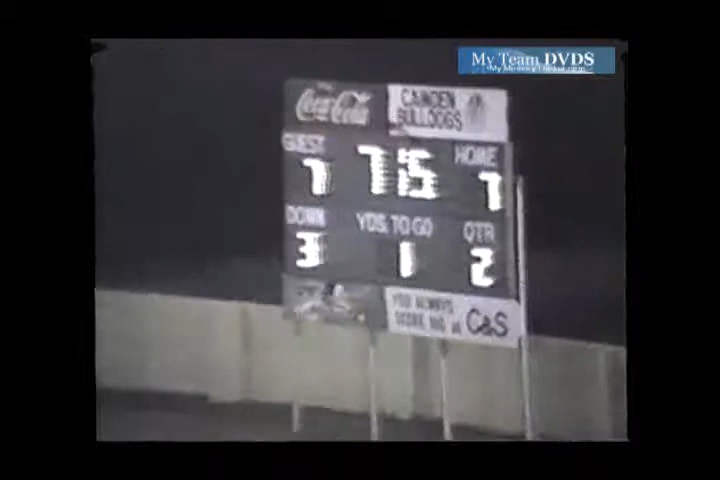 My Team DVDS
Coca-Cola
CAMDEN
BULLDOGS
GUEST
HOME
7 7 15 7
DOWN YDS. TO GO QTR
3 1 2
YOU ALWAYS
SCORE BIG at C&S